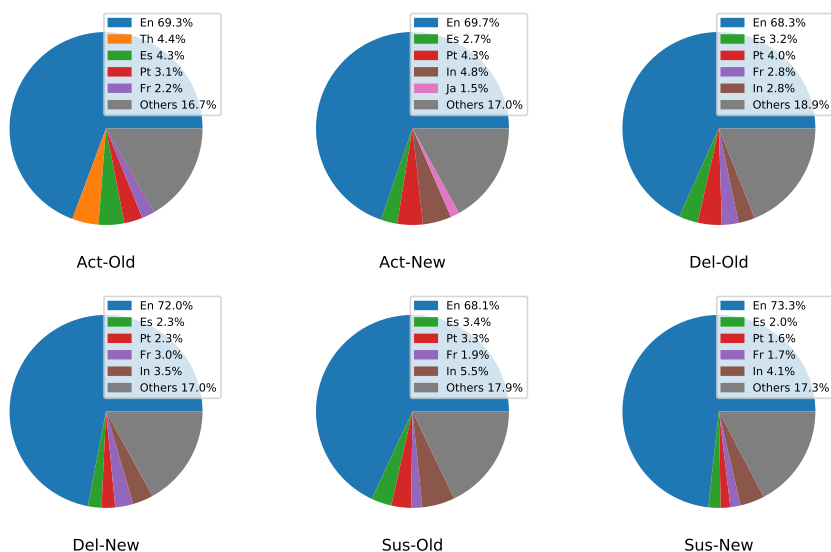 En 69.3%
Th 4.4%
Es 4.3%
Pt 3.1%
Fr 2.2%
Others 16.7%
Act-Old
En 69.7%
Es 2.7%
Pt 4.3%
In 4.8%
Ja 1.5%
Others 17.0%
Act-New
En 68.3%
Es 3.2%
Pt 4.0%
Fr 2.8%
In 2.8%
Others 18.9%
Del-Old
En 72.0%
Es 2.3%
Pt 2.3%
Fr 3.0%
In 3.5%
Others 17.0%
Del-New
En 68.1%
Es 3.4%
Pt 3.3%
Fr 1.9%
In 5.5%
Others 17.9%
Sus-Old
En 73.3%
Es 2.0%
Pt 1.6%
Fr 1.7%
In 4.1%
Others 17.3%
Sus-New